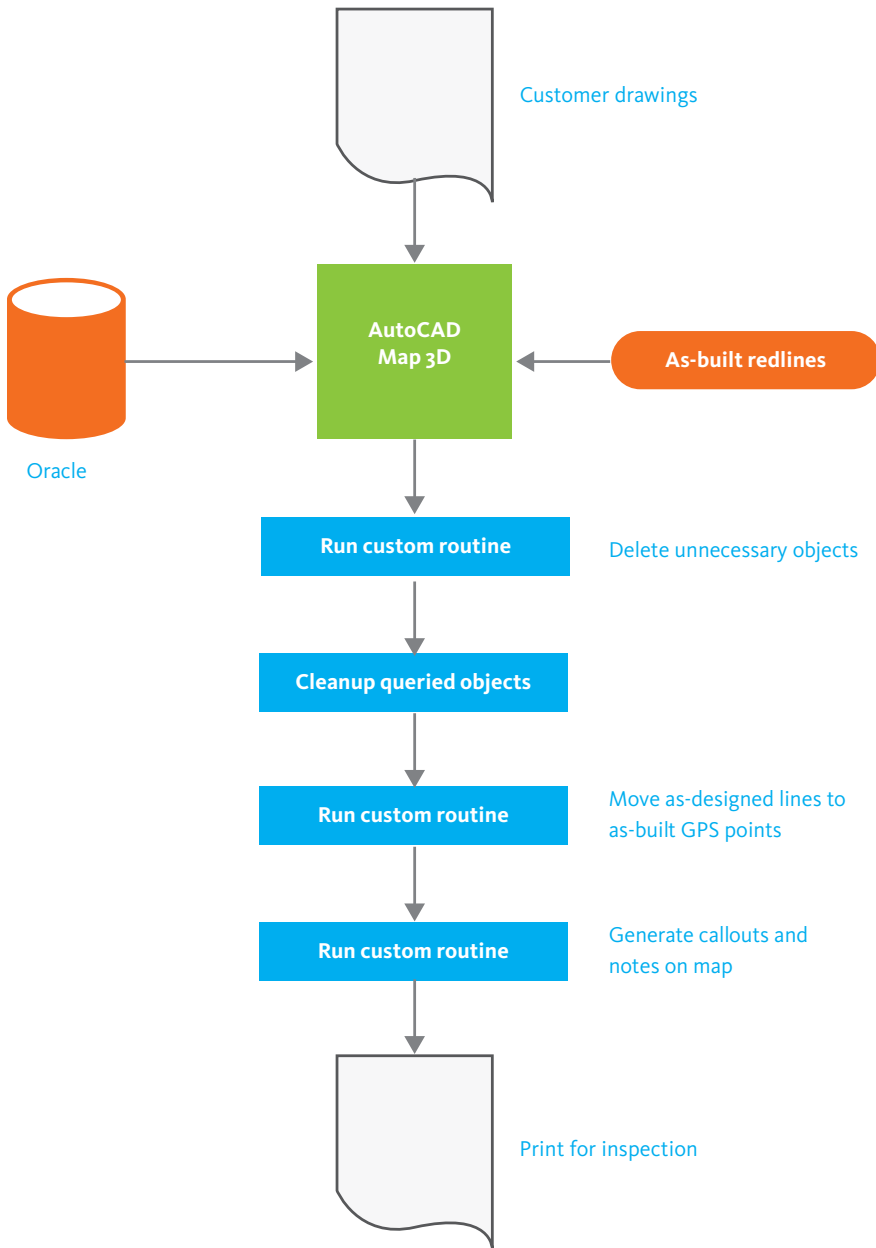 Customer drawings
AutoCAD
Map 3D
As-built redlines
Oracle
Run custom routine
Delete unnecessary objects
Cleanup queried objects
Run custom routine
Move as-designed lines to
as-built GPS points
Run custom routine
Generate callouts and
notes on map
Print for inspection